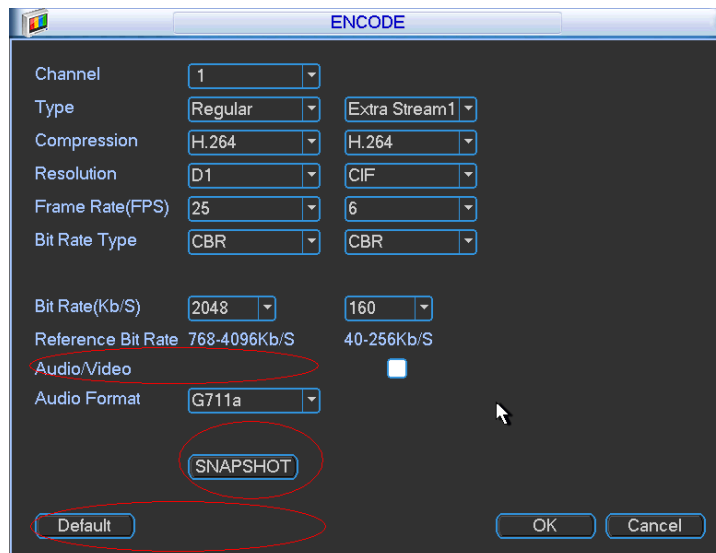 ENCODE
Channel 1
Type Regular Extra Stream1
Compression H.264 H.264
Resolution D1 CIF
Frame Rate(FPS) 25 6
Bit Rate Type CBR CBR
Bit Rate(Kb/S) 2048 160
Reference Bit Rate 768-4096Kb/S 40-256Kb/S
Audio/Video
Audio Format G711a
SNAPSHOT
Default OK Cancel